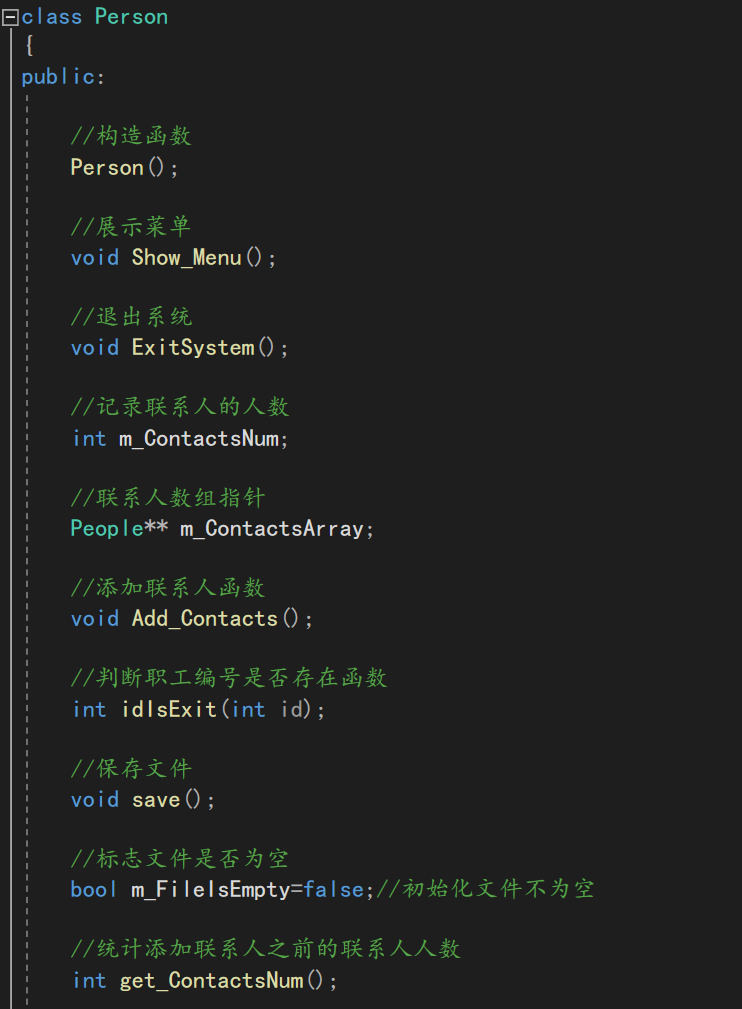 class Person
{
public:
//构造函数
Person();
//展示菜单
void Show_Menu();
//退出系统
void ExitSystem();
//记录联系人的人数
int m_ContactsNum;
//联系人数组指针
People** m_ContactsArray;
//添加联系人函数
void Add_Contacts();
//判断职工编号是否存在函数
int idIsExit(int id);
//保存文件
void save();
//标志文件是否为空
bool m_FileIsEmpty=false;//初始化文件不为空
//统计添加联系人之前的联系人人数
int get_ContactsNum();